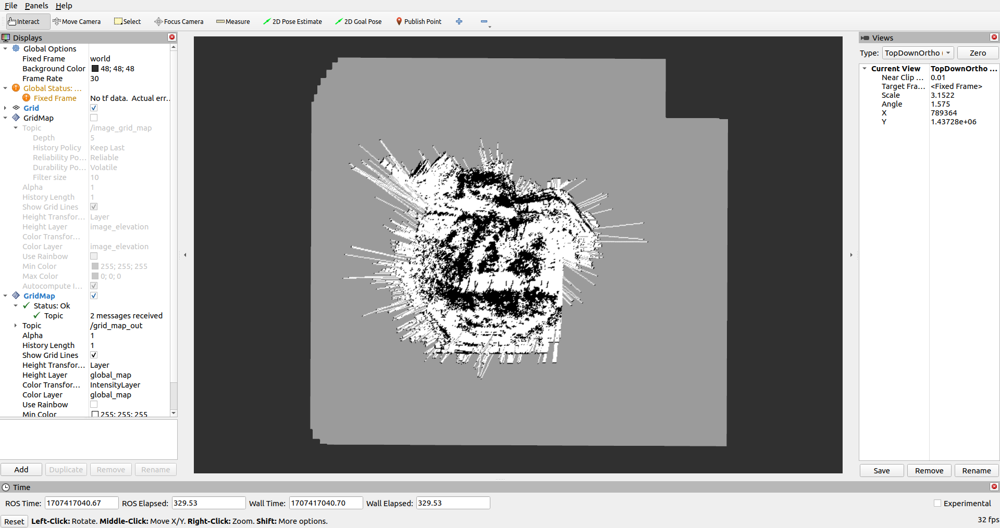 File Panels Help
Interact Move Camera Select Focus Camera Measure 2D Pose Estimate 2D Goal Pose Publish Point
Displays
Global Options
Fixed Frame world
Background Color 48; 48; 48
Frame Rate 30
Global Status: ...
Fixed Frame No tf data. Actual err...
Grid
GridMap
Topic /image_grid_map
Depth 5
History Policy Keep Last
Reliability Po... Reliable
Durability Po... Volatile
Filter size 10
Alpha 1
History Length 1
Show Grid Lines
Height Transfor... Layer
Height Layer image_elevation
Color Transfor...
Color Layer image_elevation
Use Rainbow
Min Color 255; 255; 255
Max Color 0; 0; 0
Autocompute I...
GridMap
Status: Ok
Topic 2 messages received
Topic /grid_map_out
Alpha 1
History Length 1
Show Grid Lines
Height Transfor... Layer
Height Layer global_map
Color Transfor... IntensityLayer
Color Layer global_map
Use Rainbow
Min Color 255; 255; 255
Add Duplicate Remove Rename
Views
Type: TopDownOrtho ( Zero
Current View TopDownOrtho ...
Near Clip ... 0.01
Target Fra... <Fixed Frame>
Scale 3.1522
Angle 1.575
X 789364
Y 1.43728e+06
Save Remove Rename
Time
ROS Time: 1707417040.67 ROS Elapsed: 329.53 Wall Time: 1707417040.70 Wall Elapsed: 329.53 Experimental
Reset Left-Click: Rotate. Middle-Click: Move X/Y. Right-Click: Zoom. Shift: More options. 32 fps